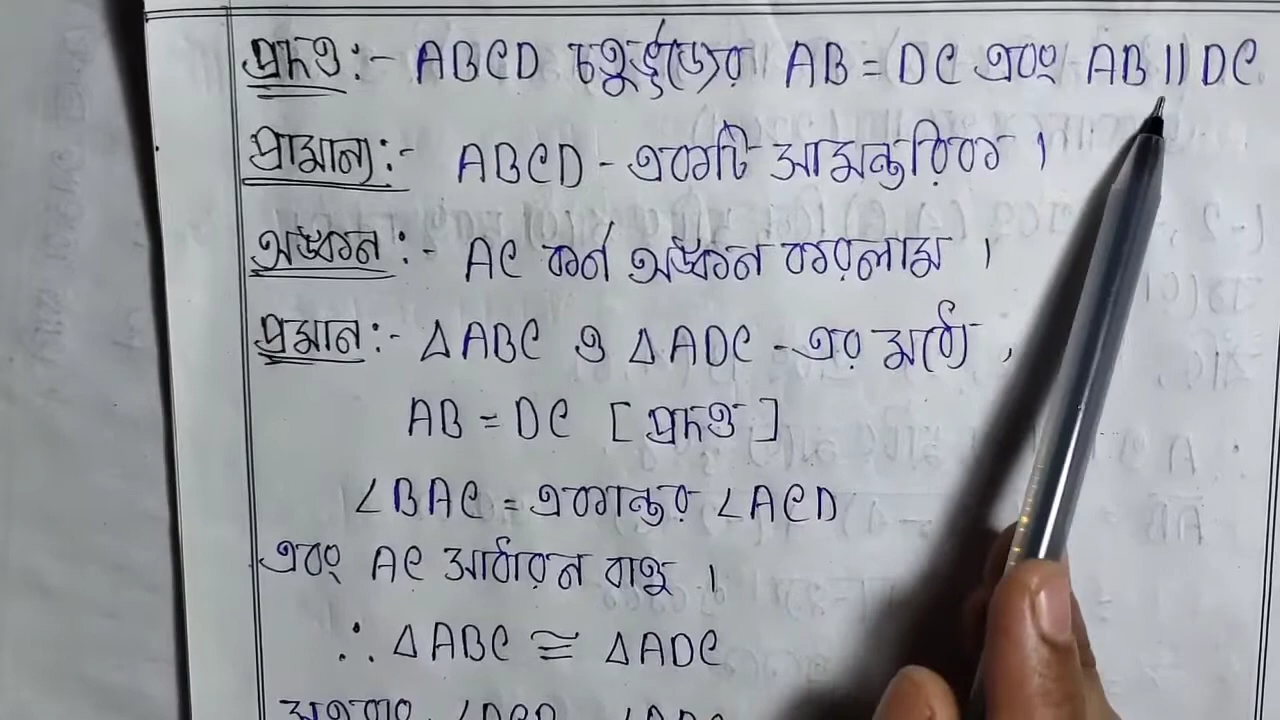 প্রদত্ত :- ABCD চতুর্ভুজের AB = DC এবং AB || DC
প্রামান্য :- ABCD - একটি সামন্তরিক ।
অঙ্কন :- AC কর্ন অঙ্কন করলাম ।
প্রমান :- △ABC ও △ADC - এর মধ্যে ,
AB = DC [ প্রদত্ত ]
∠BAC = একান্তর ∠ACD
এবং AC সাধারন বাহু ।
∴ △ABC ≅ △ADC